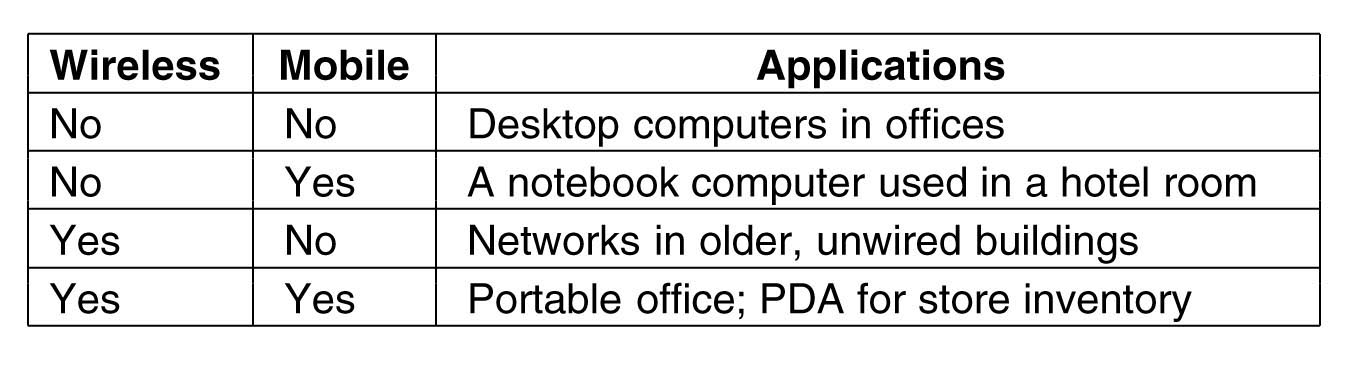 Wireless Mobile Applications
No No Desktop computers in offices
No Yes A notebook computer used in a hotel room
Yes No Networks in older, unwired buildings
Yes Yes Portable office; PDA for store inventory